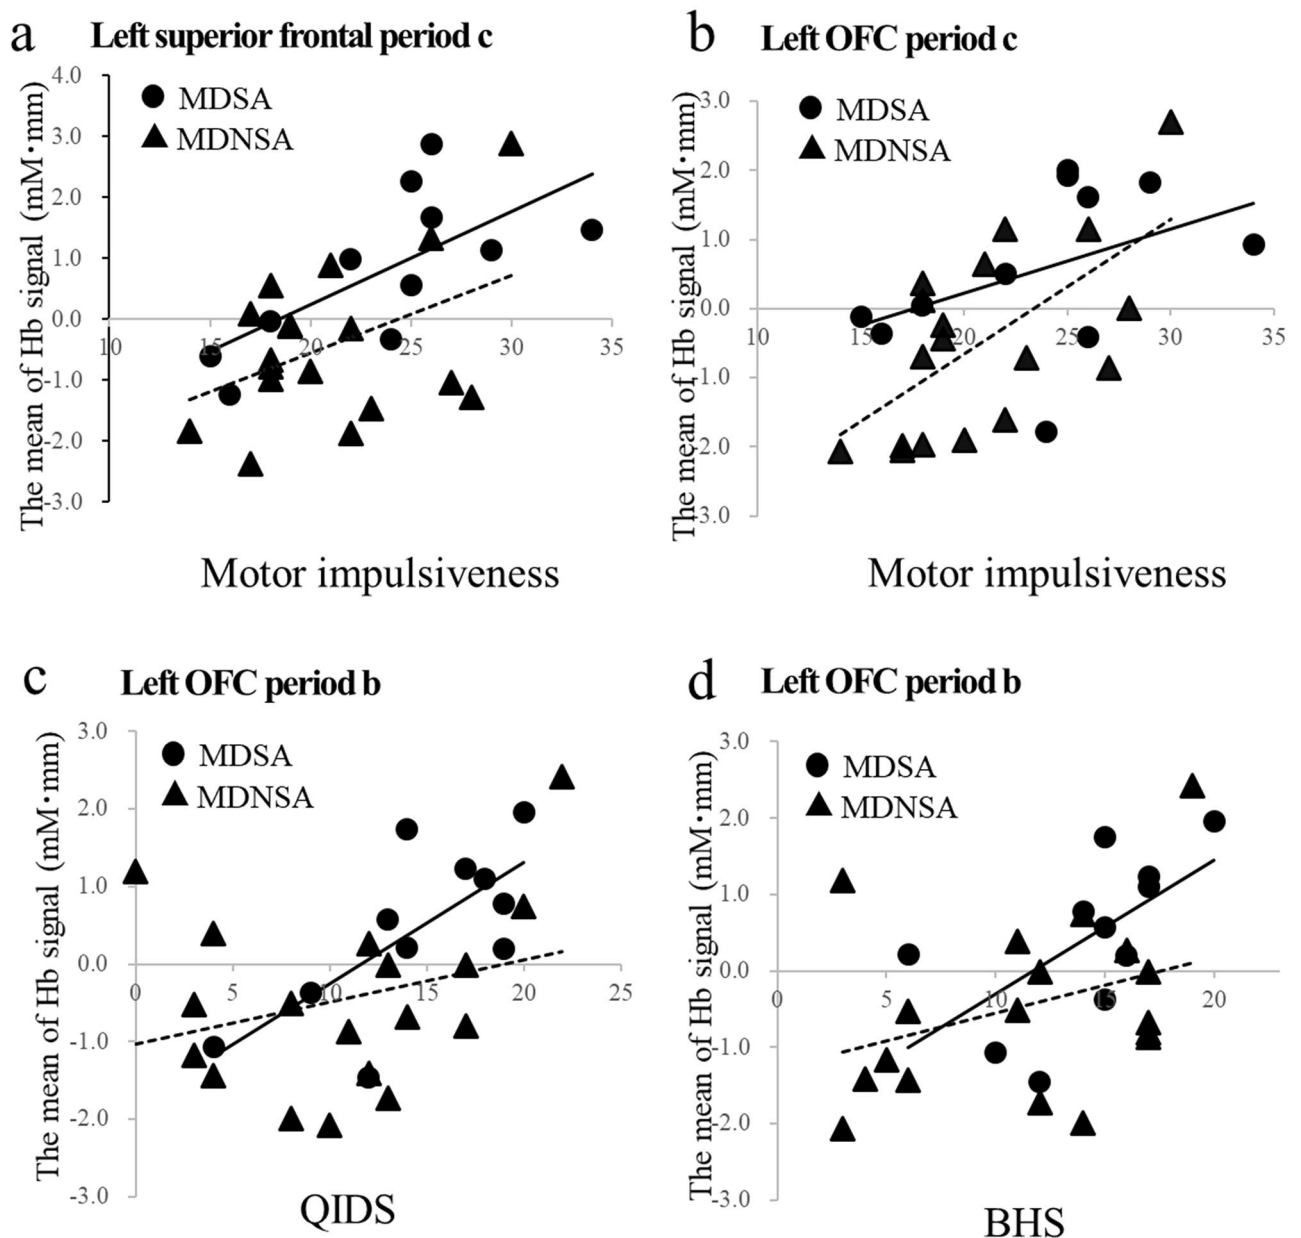 a
Left superior frontal period c
The mean of Hb signal (mM･mm)
4.0
3.0
2.0
1.0
0.0
-1.0
-2.0
-3.0
MDSA
MDNSA
10
15
20
25
30
35
Motor impulsiveness
b
Left OFC period c
The mean of Hb signal (mM･mm)
3.0
2.0
1.0
0.0
-1.0
-2.0
-3.0
MDSA
MDNSA
10
15
20
25
30
35
Motor impulsiveness
c
Left OFC period b
The mean of Hb signal (mM･mm)
3.0
2.0
1.0
0.0
-1.0
-2.0
-3.0
MDSA
MDNSA
0
5
10
15
20
25
QIDS
d
Left OFC period b
The mean of Hb signal (mM･mm)
3.0
2.0
1.0
0.0
-1.0
-2.0
-3.0
MDSA
MDNSA
0
5
10
15
20
BHS